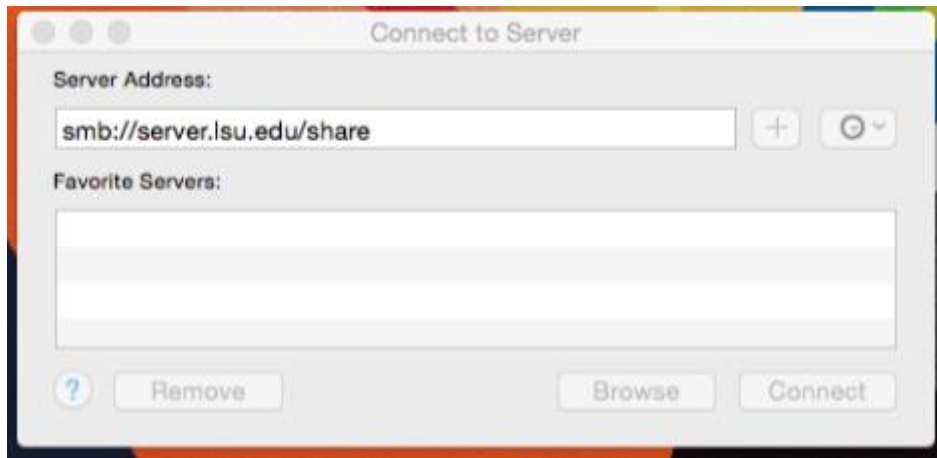 Connect to Server
Server Address:
smb://server.lsu.edu/share
+
Favorite Servers:
? Remove Browse Connect